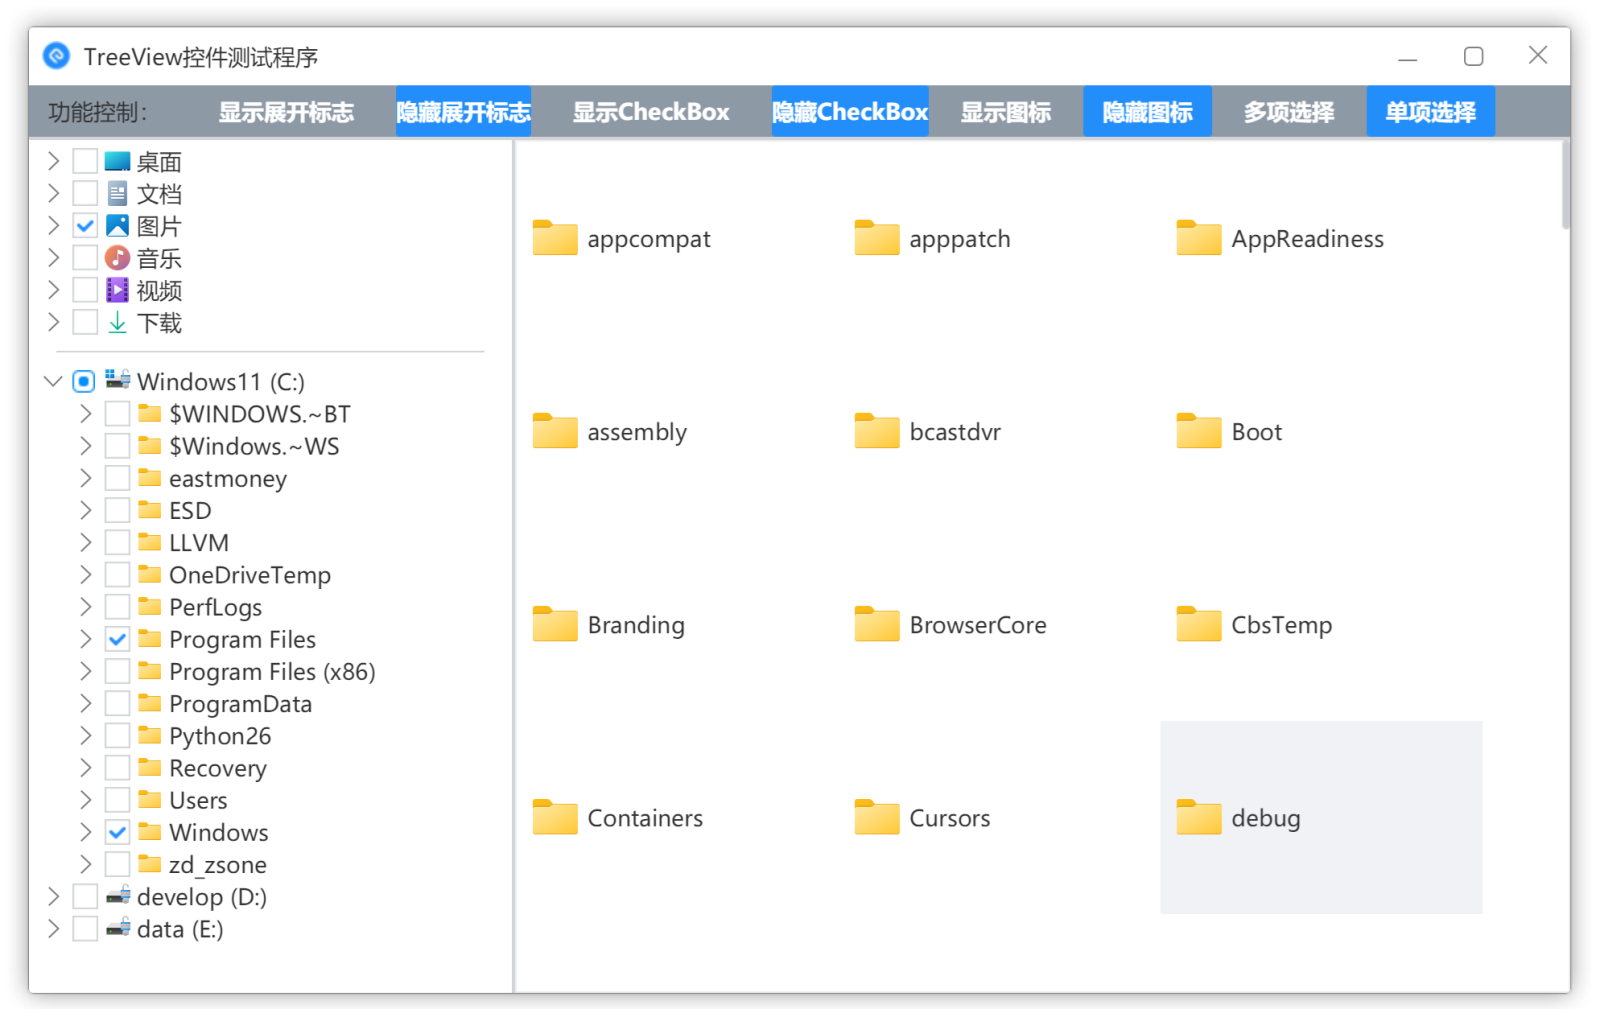 TreeView控件测试程序
功能控制: 显示展开标志 隐藏展开标志 显示CheckBox 隐藏CheckBox 显示图标 隐藏图标 多项选择 单项选择
桌面
文档
图片
音乐
视频
下载
Windows11 (C:)
$WINDOWS.~BT
$Windows.~WS
eastmoney
ESD
LLVM
OneDriveTemp
PerfLogs
Program Files
Program Files (x86)
ProgramData
Python26
Recovery
Users
Windows
zd_zsone
develop (D:)
data (E:)
appcompat apppatch AppReadiness
assembly bcastdvr Boot
Branding BrowserCore CbsTemp
Containers Cursors debug